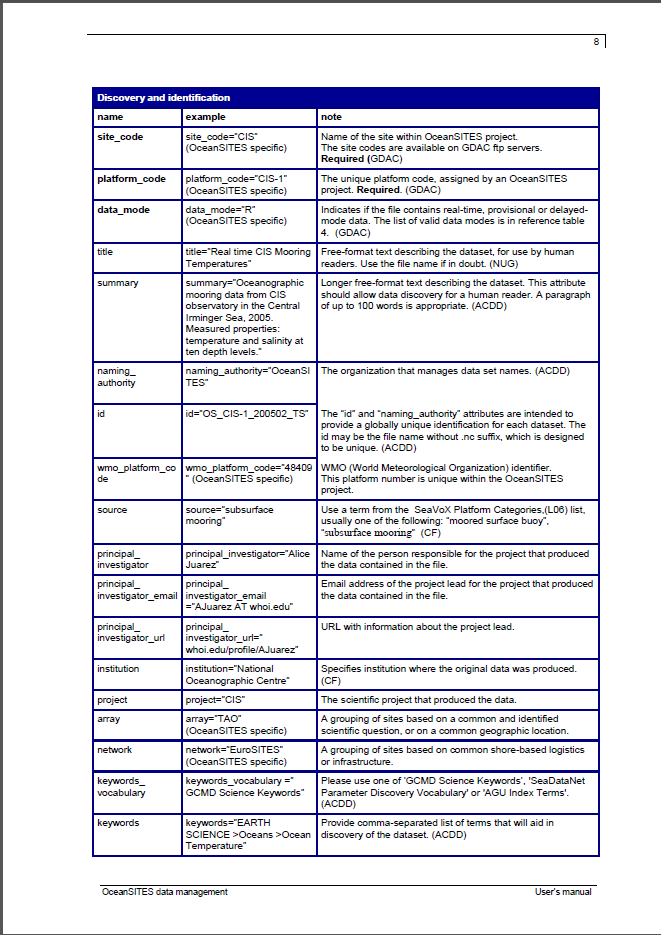 8
Discovery and identification
name example note
site_code site_code="CIS" Name of the site within OceanSITES project.
(OceanSITES specific) The site codes are available on GDAC ftp servers.
Required (GDAC)
platform_code platform_code="CIS-1" The unique platform code, assigned by an OceanSITES
(OceanSITES specific) project. Required. (GDAC)
data_mode data_mode="R" Indicates if the file contains real-time, provisional or delayed-
(OceanSITES specific) mode data. The list of valid data modes is in reference table
4. (GDAC)
title title="Real time CIS Mooring Free-format text describing the dataset, for use by human
Temperatures" readers. Use the file name if in doubt. (NUG)
summary summary="Oceanographic Longer free-format text describing the dataset. This attribute
mooring data from CIS should allow data discovery for a human reader. A paragraph
observatory in the Central of up to 100 words is appropriate. (ACDD)
Irminger Sea, 2005.
Measured properties:
temperature and salinity at
ten depth levels."
naming_ naming_authority="OceanSI The organization that manages data set names. (ACDD)
authority TES"
id id="OS_CIS-1_200502_TS" The "id" and "naming_authority" attributes are intended to
provide a globally unique identification for each dataset. The
id may be the file name without .nc suffix, which is designed
to be unique. (ACDD)
wmo_platform_co wmo_platform_code="48409 WMO (World Meteorological Organization) identifier.
de " (OceanSITES specific) This platform number is unique within the OceanSITES
project.
source source="subsurface Use a term from the SeaVoX Platform Categories,(L06) list,
mooring" usually one of the following: "moored surface buoy",
"subsurface mooring" (CF)
principal_ principal_investigator="Alice Name of the person responsible for the project that produced
investigator Juarez" the data contained in the file.
principal_ principal_ Email address of the project lead for the project that produced
investigator_email investigator_email the data contained in the file.
="AJuarez AT whoi.edu"
principal_ principal_ URL with information about the project lead.
investigator_url investigator_url="
whoi.edu/profile/AJuarez"
institution institution="National Specifies institution where the original data was produced.
Oceanographic Centre" (CF)
project project="CIS" The scientific project that produced the data.
array array="TAO" A grouping of sites based on a common and identified
(OceanSITES specific) scientific question, or on a common geographic location.
network network="EuroSITES" A grouping of sites based on common shore-based logistics
(OceanSITES specific) or infrastructure.
keywords_ keywords_vocabulary =" Please use one of 'GCMD Science Keywords', 'SeaDataNet
vocabulary GCMD Science Keywords" Parameter Discovery Vocabulary' or 'AGU Index Terms'.
(ACDD)
keywords keywords="EARTH Provide comma-separated list of terms that will aid in
SCIENCE >Oceans >Ocean discovery of the dataset. (ACDD)
Temperature"
OceanSITES data management User's manual